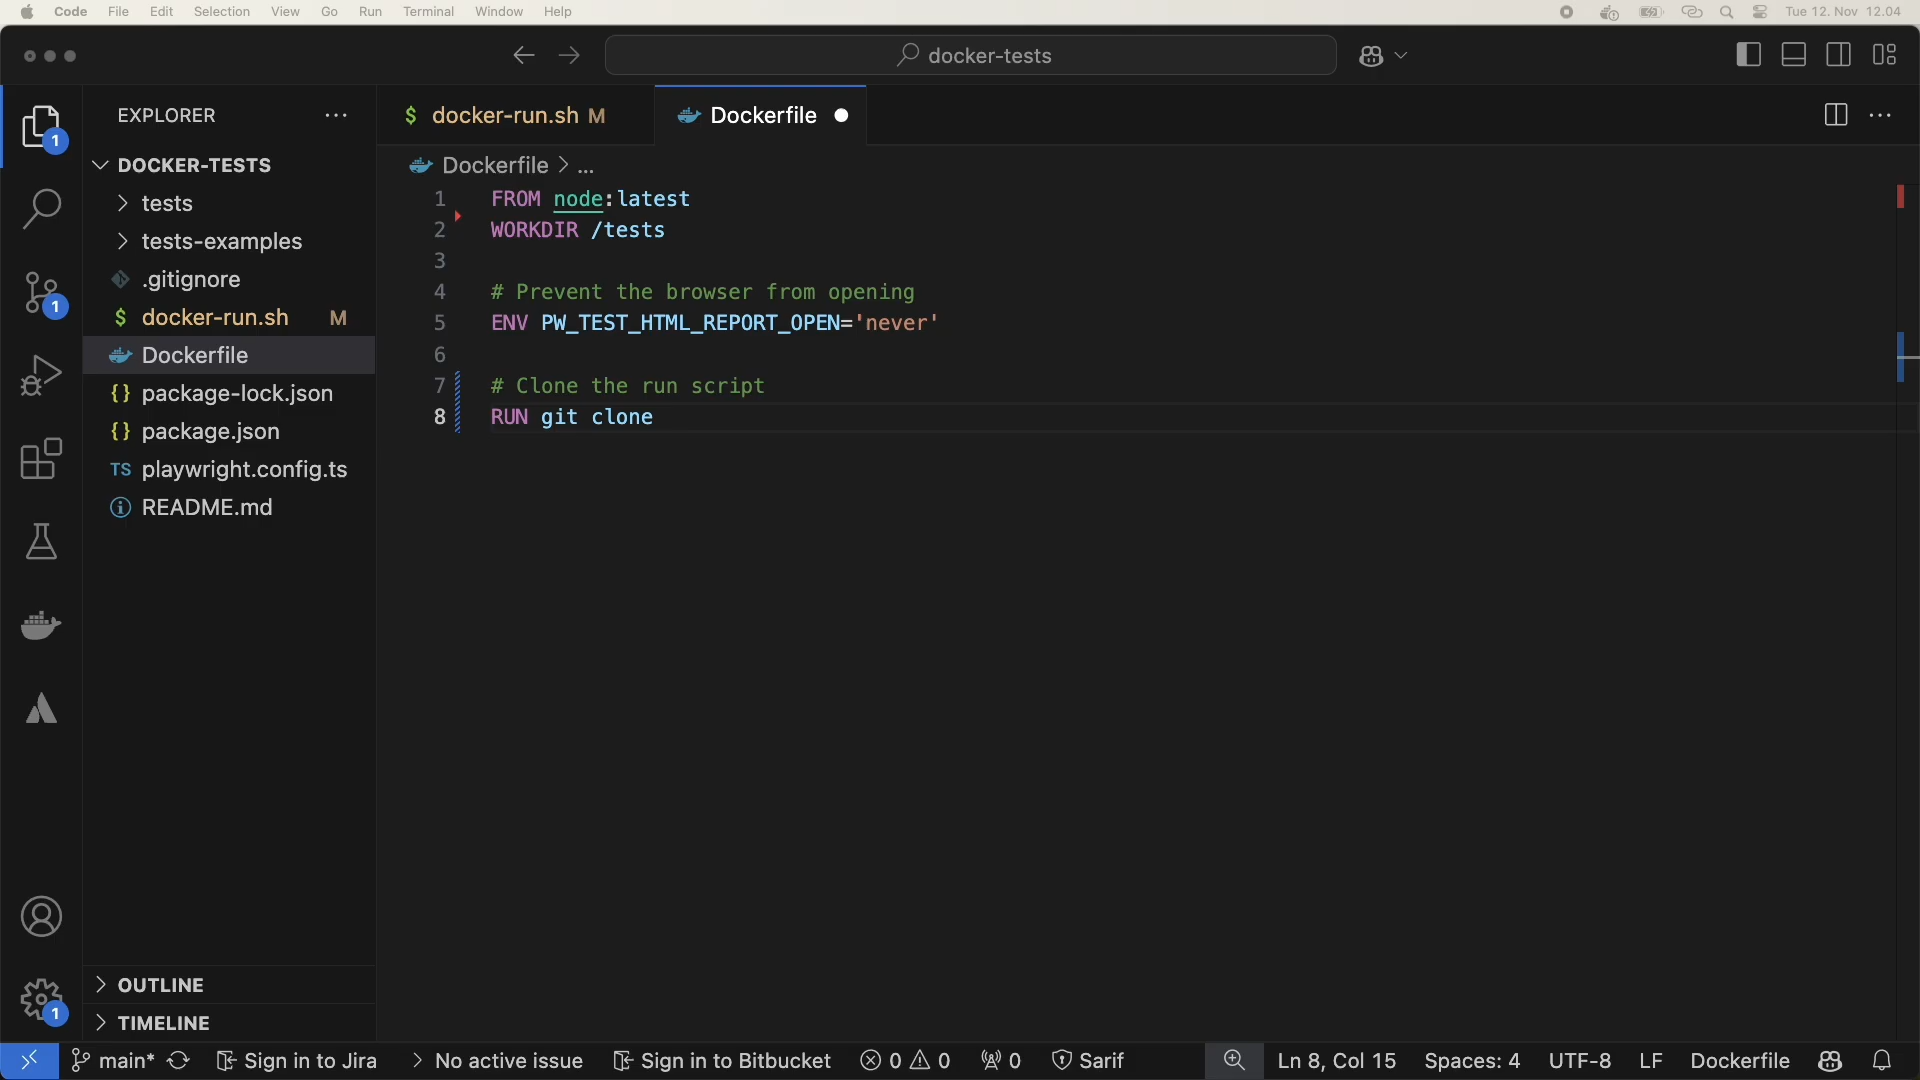 Code File Edit Selection View Go Run Terminal Window Help Tue 12. Nov 12.04
docker-tests
EXPLORER
$ docker-run.sh M
Dockerfile
DOCKER-TESTS
Dockerfile > ...
tests
tests-examples
.gitignore
$ docker-run.sh M
Dockerfile
{} package-lock.json
{} package.json
TS playwright.config.ts
README.md
1 FROM node:latest
2 WORKDIR /tests
3
4 # Prevent the browser from opening
5 ENV PW_TEST_HTML_REPORT_OPEN='never'
6
7 # Clone the run script
8 RUN git clone
1
1
1
OUTLINE
TIMELINE
main* Sign in to Jira > No active issue Sign in to Bitbucket 0 0 0 Sarif Ln 8, Col 15 Spaces: 4 UTF-8 LF Dockerfile